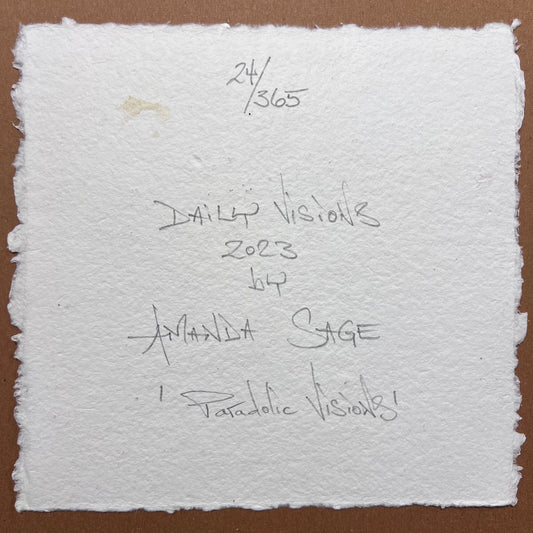 24/365
Daily Visions
2023
by
Amanda Sage
'Paradolic Visions'